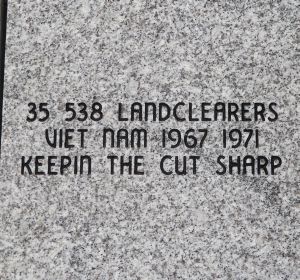 35 538 LANDCLEARERS
VIET NAM 1967 1971
KEEPIN THE CUT SHARP